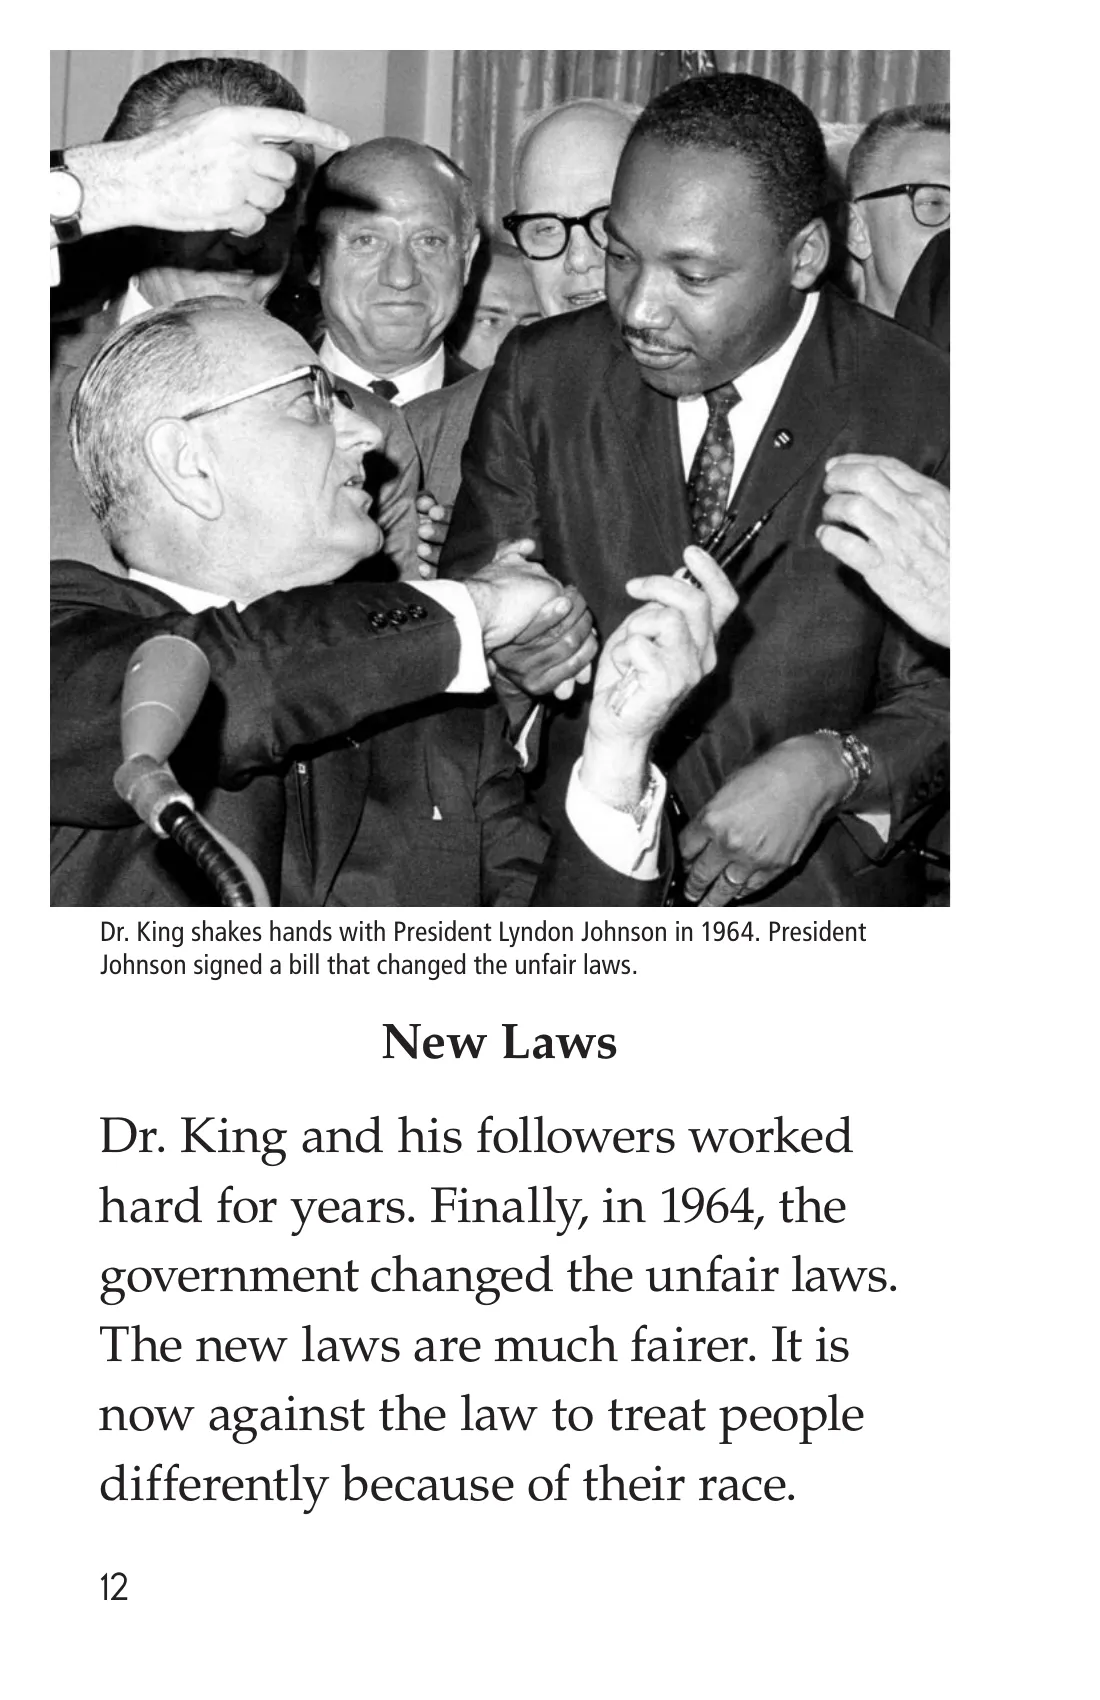 Dr. King shakes hands with President Lyndon Johnson in 1964. President
Johnson signed a bill that changed the unfair laws.
New Laws
Dr. King and his followers worked
hard for years. Finally, in 1964, the
government changed the unfair laws.
The new laws are much fairer. It is
now against the law to treat people
differently because of their race.
12